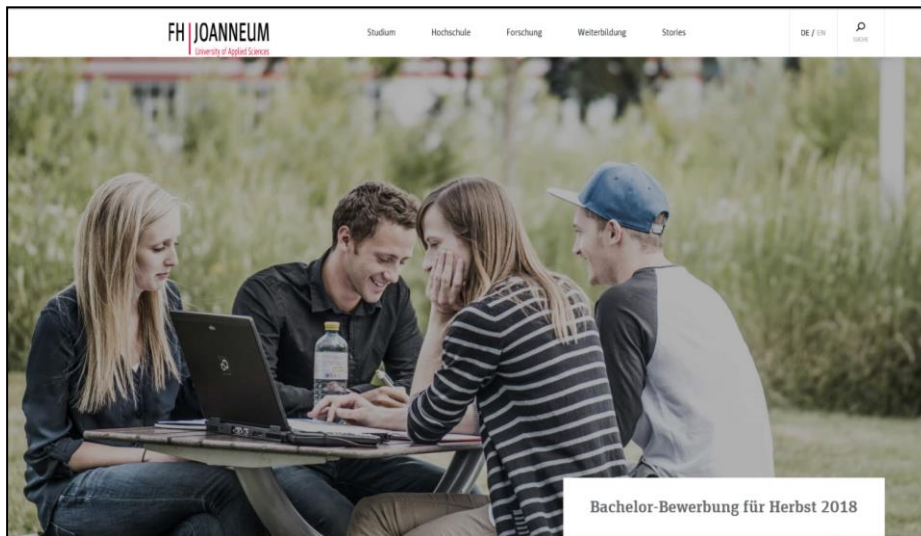 FH | JOANNEUM
University of Applied Sciences
Studium Hochschule Forschung Weiterbildung Stories
DE / EN
SUCHE
Bachelor-Bewerbung für Herbst 2018